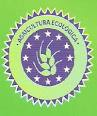 • AGRICULTURA ECOLÓGICA •